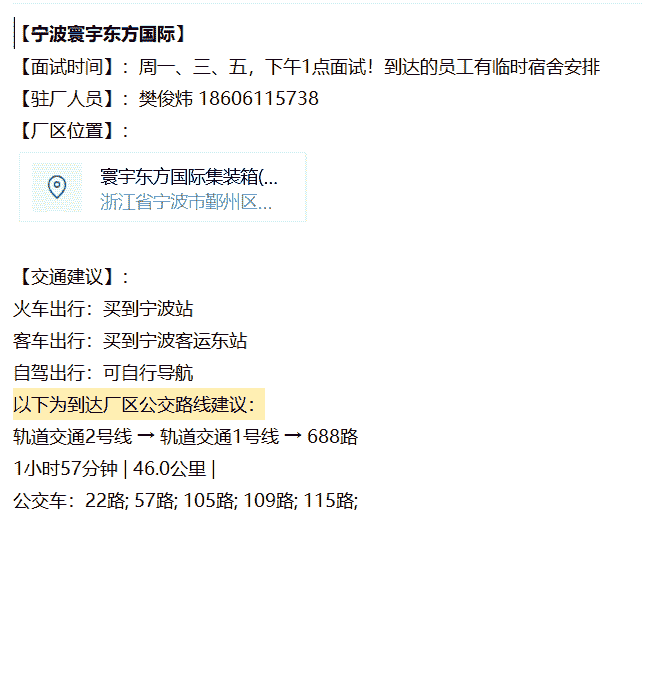 【宁波寰宇东方国际】
【面试时间】：周一、三、五，下午1点面试！到达的员工有临时宿舍安排
【驻厂人员】：樊俊炜 18606115738
【厂区位置】：
寰宇东方国际集装箱(...
浙江省宁波市鄞州区...
【交通建议】：
火车出行：买到宁波站
客车出行：买到宁波客运东站
自驾出行：可自行导航
以下为到达厂区公交路线建议：
轨道交通2号线 → 轨道交通1号线 → 688路
1小时57分钟 | 46.0公里 |
公交车：22路; 57路; 105路; 109路; 115路;